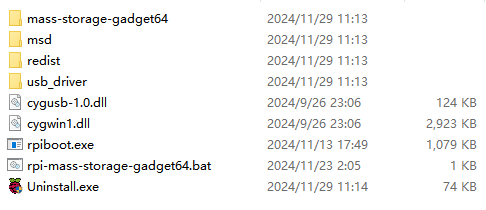 mass-storage-gadget64 2024/11/29 11:13
msd 2024/11/29 11:13
redist 2024/11/29 11:13
usb_driver 2024/11/29 11:13
cygusb-1.0.dll 2024/9/26 23:06 124 KB
cygwin1.dll 2024/9/26 23:06 2,923 KB
rpiboot.exe 2024/11/13 17:49 1,079 KB
rpi-mass-storage-gadget64.bat 2024/11/23 2:05 1 KB
Uninstall.exe 2024/11/29 11:14 74 KB